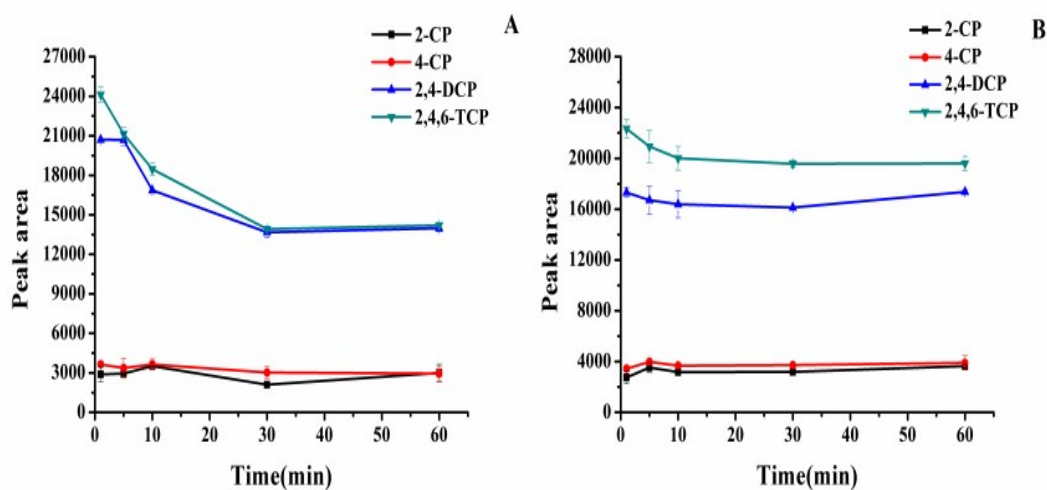 A
2-CP
4-CP
2,4-DCP
2,4,6-TCP
27000
24000
21000
18000
15000
12000
9000
6000
3000
0
Peak area
0 10 20 30 40 50 60
Time(min)
B
2-CP
4-CP
2,4-DCP
2,4,6-TCP
28000
24000
20000
16000
12000
8000
4000
0
Peak area
0 10 20 30 40 50 60
Time(min)